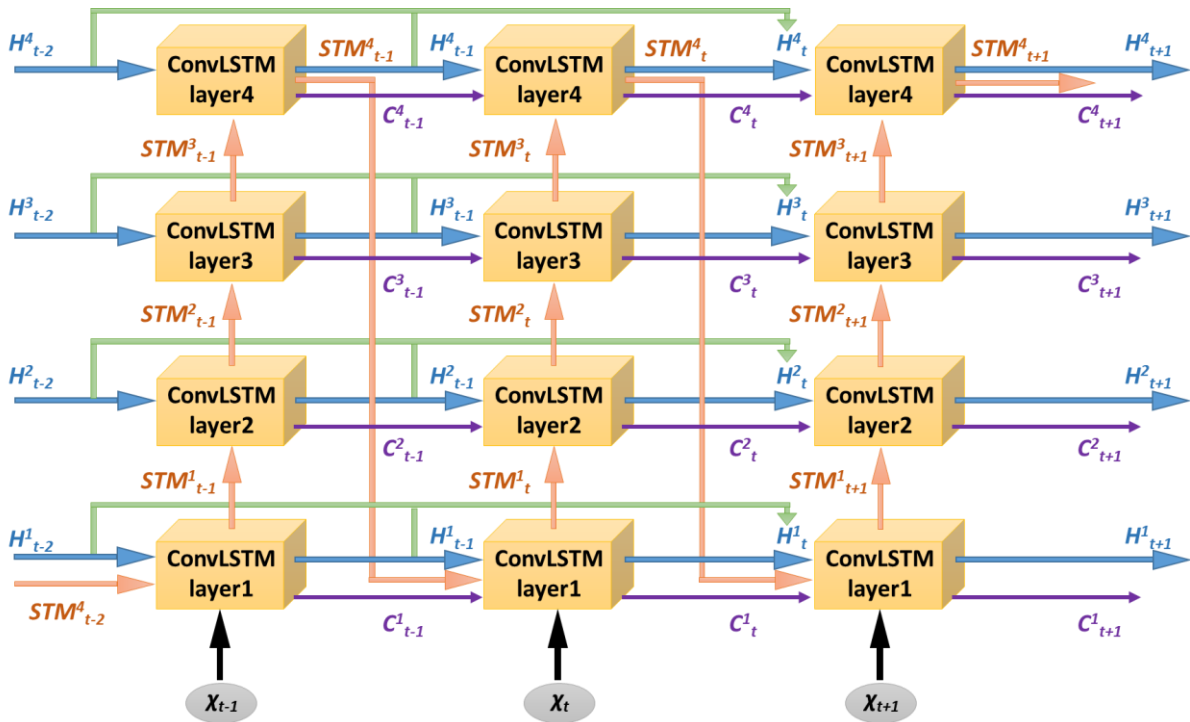 H⁴ₜ₋₂ STM⁴ₜ₋₁ H⁴ₜ₋₁ STM⁴ₜ H⁴ₜ STM⁴ₜ₊₁ H⁴ₜ₊₁
ConvLSTM layer4
ConvLSTM layer4
ConvLSTM layer4
C⁴ₜ₋₁ C⁴ₜ C⁴ₜ₊₁
STM³ₜ₋₁ STM³ₜ STM³ₜ₊₁
H³ₜ₋₂ H³ₜ₋₁ H³ₜ H³ₜ₊₁
ConvLSTM layer3
ConvLSTM layer3
ConvLSTM layer3
C³ₜ₋₁ C³ₜ C³ₜ₊₁
STM²ₜ₋₁ STM²ₜ STM²ₜ₊₁
H²ₜ₋₂ H²ₜ₋₁ H²ₜ H²ₜ₊₁
ConvLSTM layer2
ConvLSTM layer2
ConvLSTM layer2
C²ₜ₋₁ C²ₜ C²ₜ₊₁
STM¹ₜ₋₁ STM¹ₜ STM¹ₜ₊₁
H¹ₜ₋₂ H¹ₜ₋₁ H¹ₜ H¹ₜ₊₁
ConvLSTM layer1
ConvLSTM layer1
ConvLSTM layer1
STM⁴ₜ₋₂
C¹ₜ₋₁ C¹ₜ C¹ₜ₊₁
χₜ₋₁ χₜ χₜ₊₁